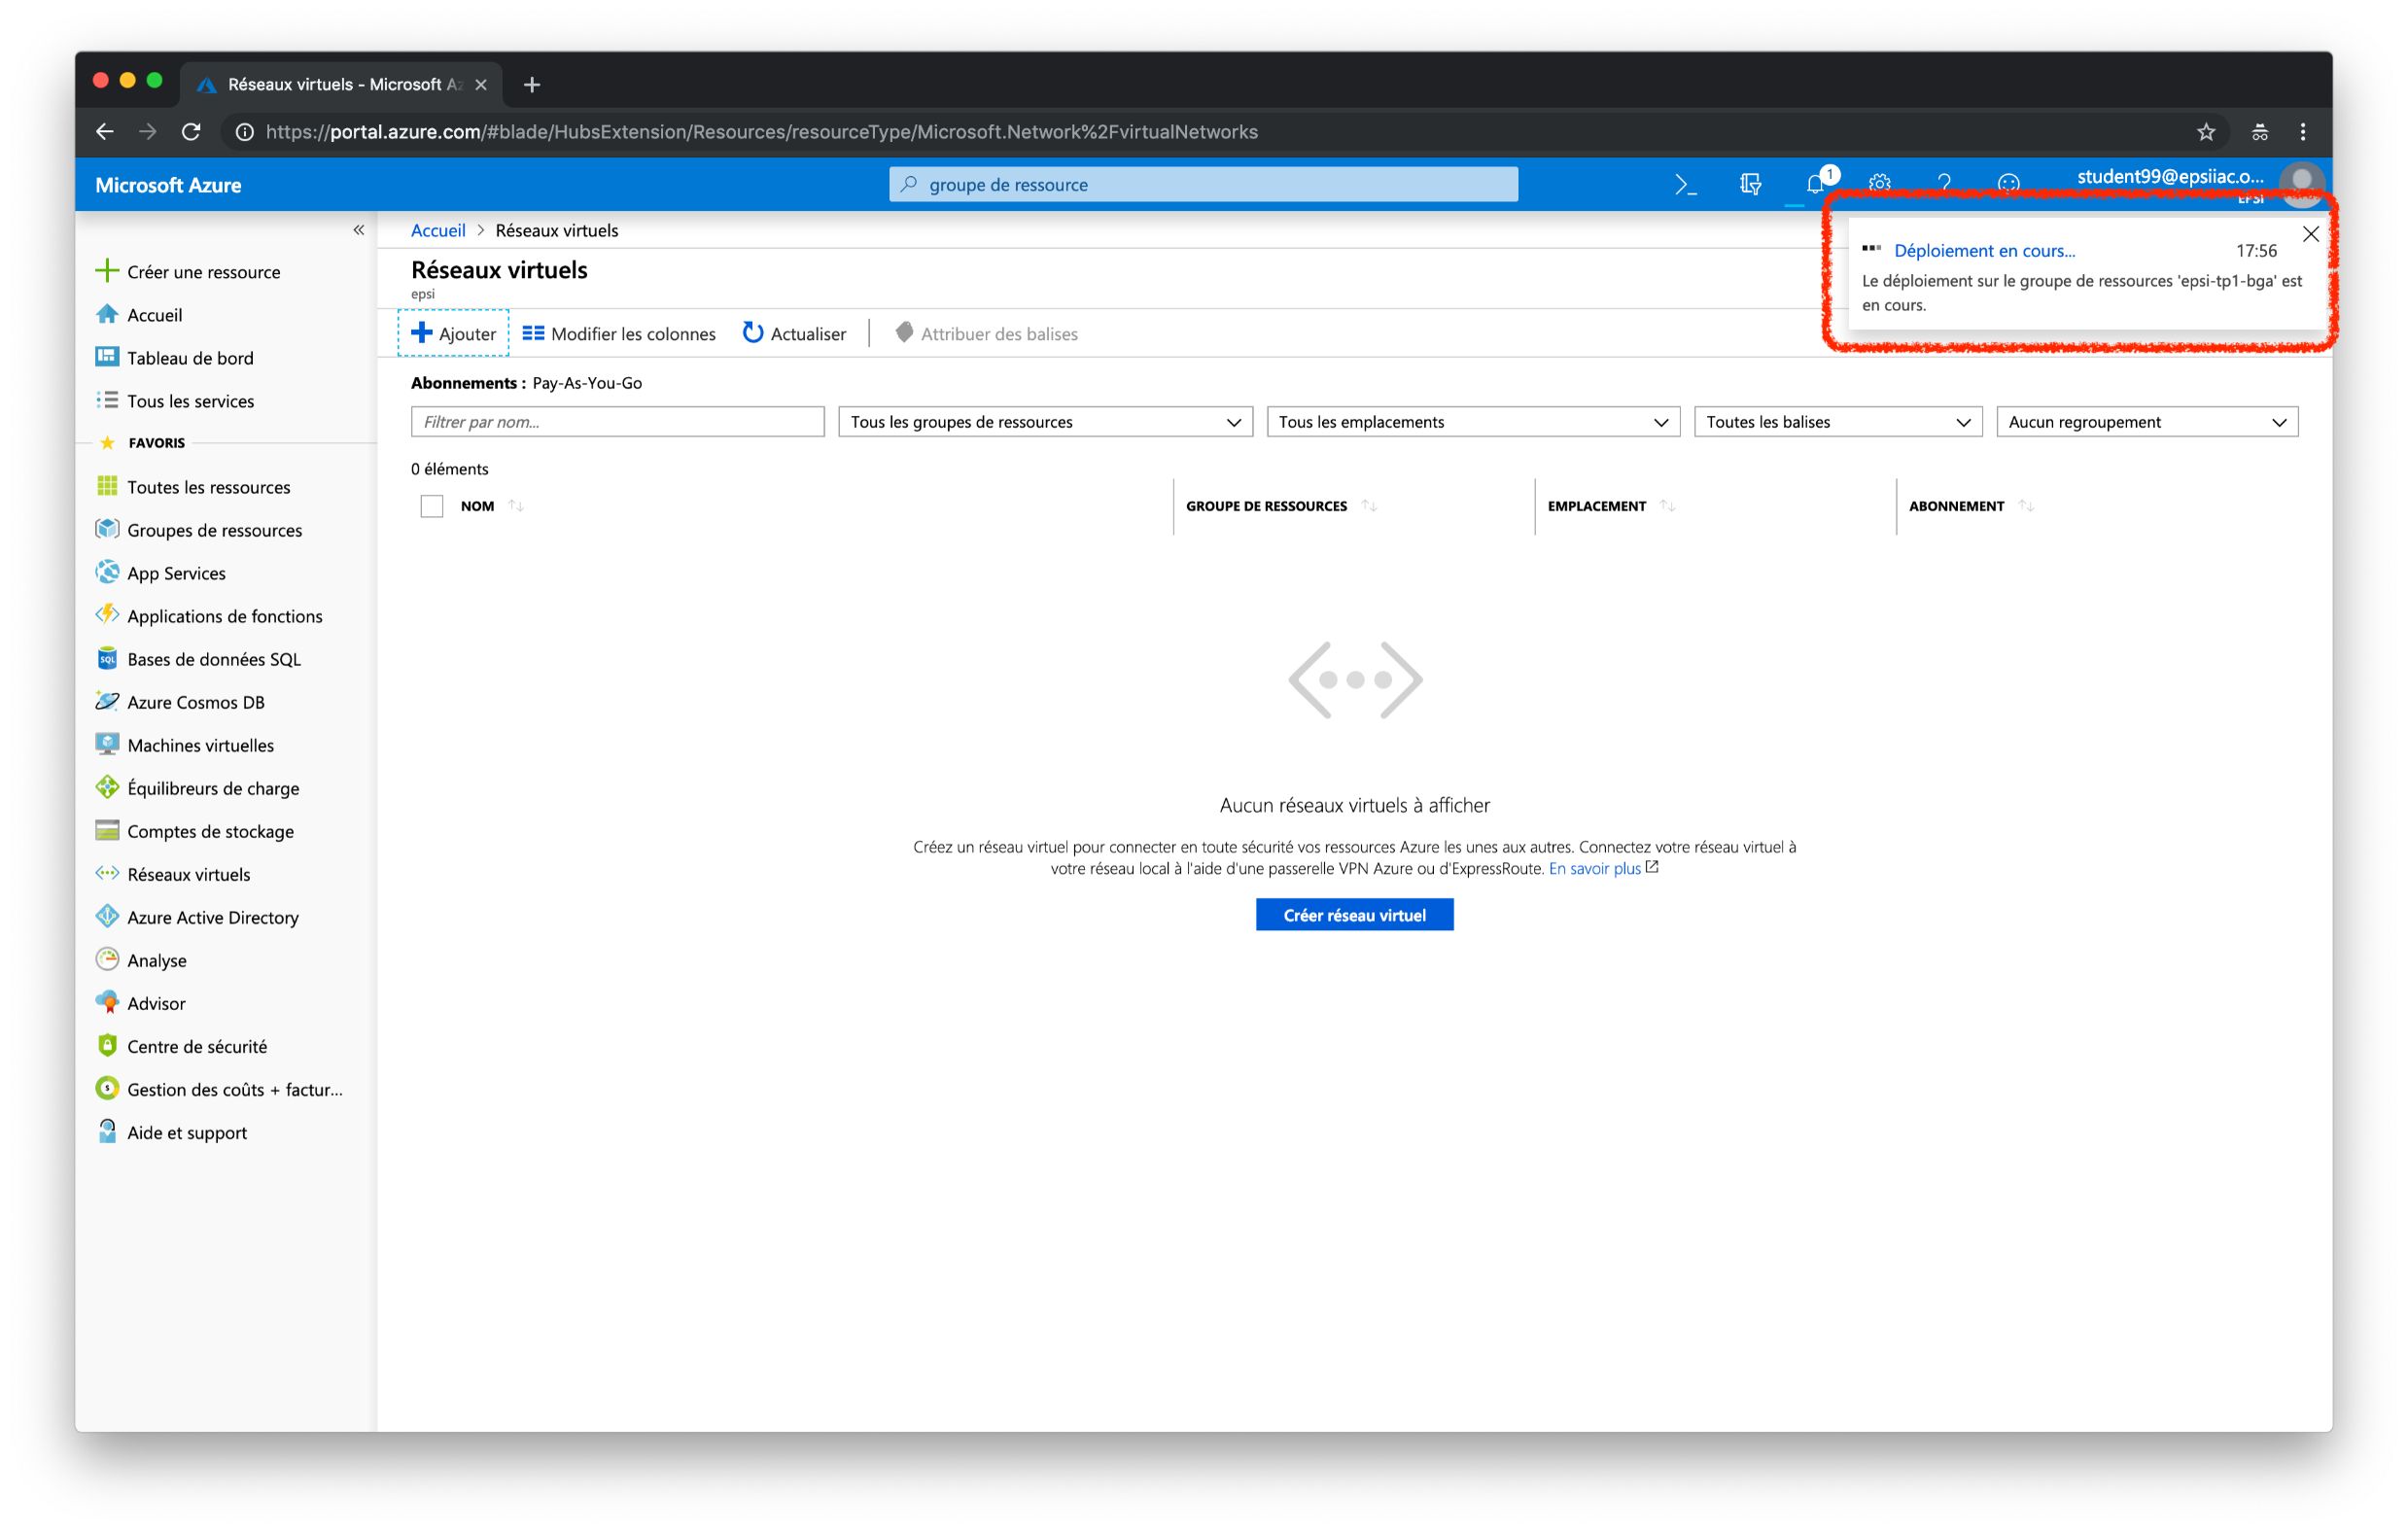 Réseaux virtuels - Microsoft Az
https://portal.azure.com/#blade/HubsExtension/Resources/resourceType/Microsoft.Network%2FvirtualNetworks
Microsoft Azure
groupe de ressource
1
student99@epsiiac.o...
EPSI
Accueil > Réseaux virtuels
Déploiement en cours... 17:56
Le déploiement sur le groupe de ressources 'epsi-tp1-bga' est
en cours.
Réseaux virtuels
epsi
Ajouter Modifier les colonnes Actualiser Attribuer des balises
Abonnements : Pay-As-You-Go
Filtrer par nom... Tous les groupes de ressources Tous les emplacements Toutes les balises Aucun regroupement
0 éléments
NOM GROUPE DE RESSOURCES EMPLACEMENT ABONNEMENT
Aucun réseaux virtuels à afficher
Créez un réseau virtuel pour connecter en toute sécurité vos ressources Azure les unes aux autres. Connectez votre réseau virtuel à
votre réseau local à l'aide d'une passerelle VPN Azure ou d'ExpressRoute. En savoir plus
Créer réseau virtuel
Créer une ressource
Accueil
Tableau de bord
Tous les services
FAVORIS
Toutes les ressources
Groupes de ressources
App Services
Applications de fonctions
SQL Bases de données SQL
Azure Cosmos DB
Machines virtuelles
Équilibreurs de charge
Comptes de stockage
Réseaux virtuels
Azure Active Directory
Analyse
Advisor
Centre de sécurité
Gestion des coûts + factur...
Aide et support